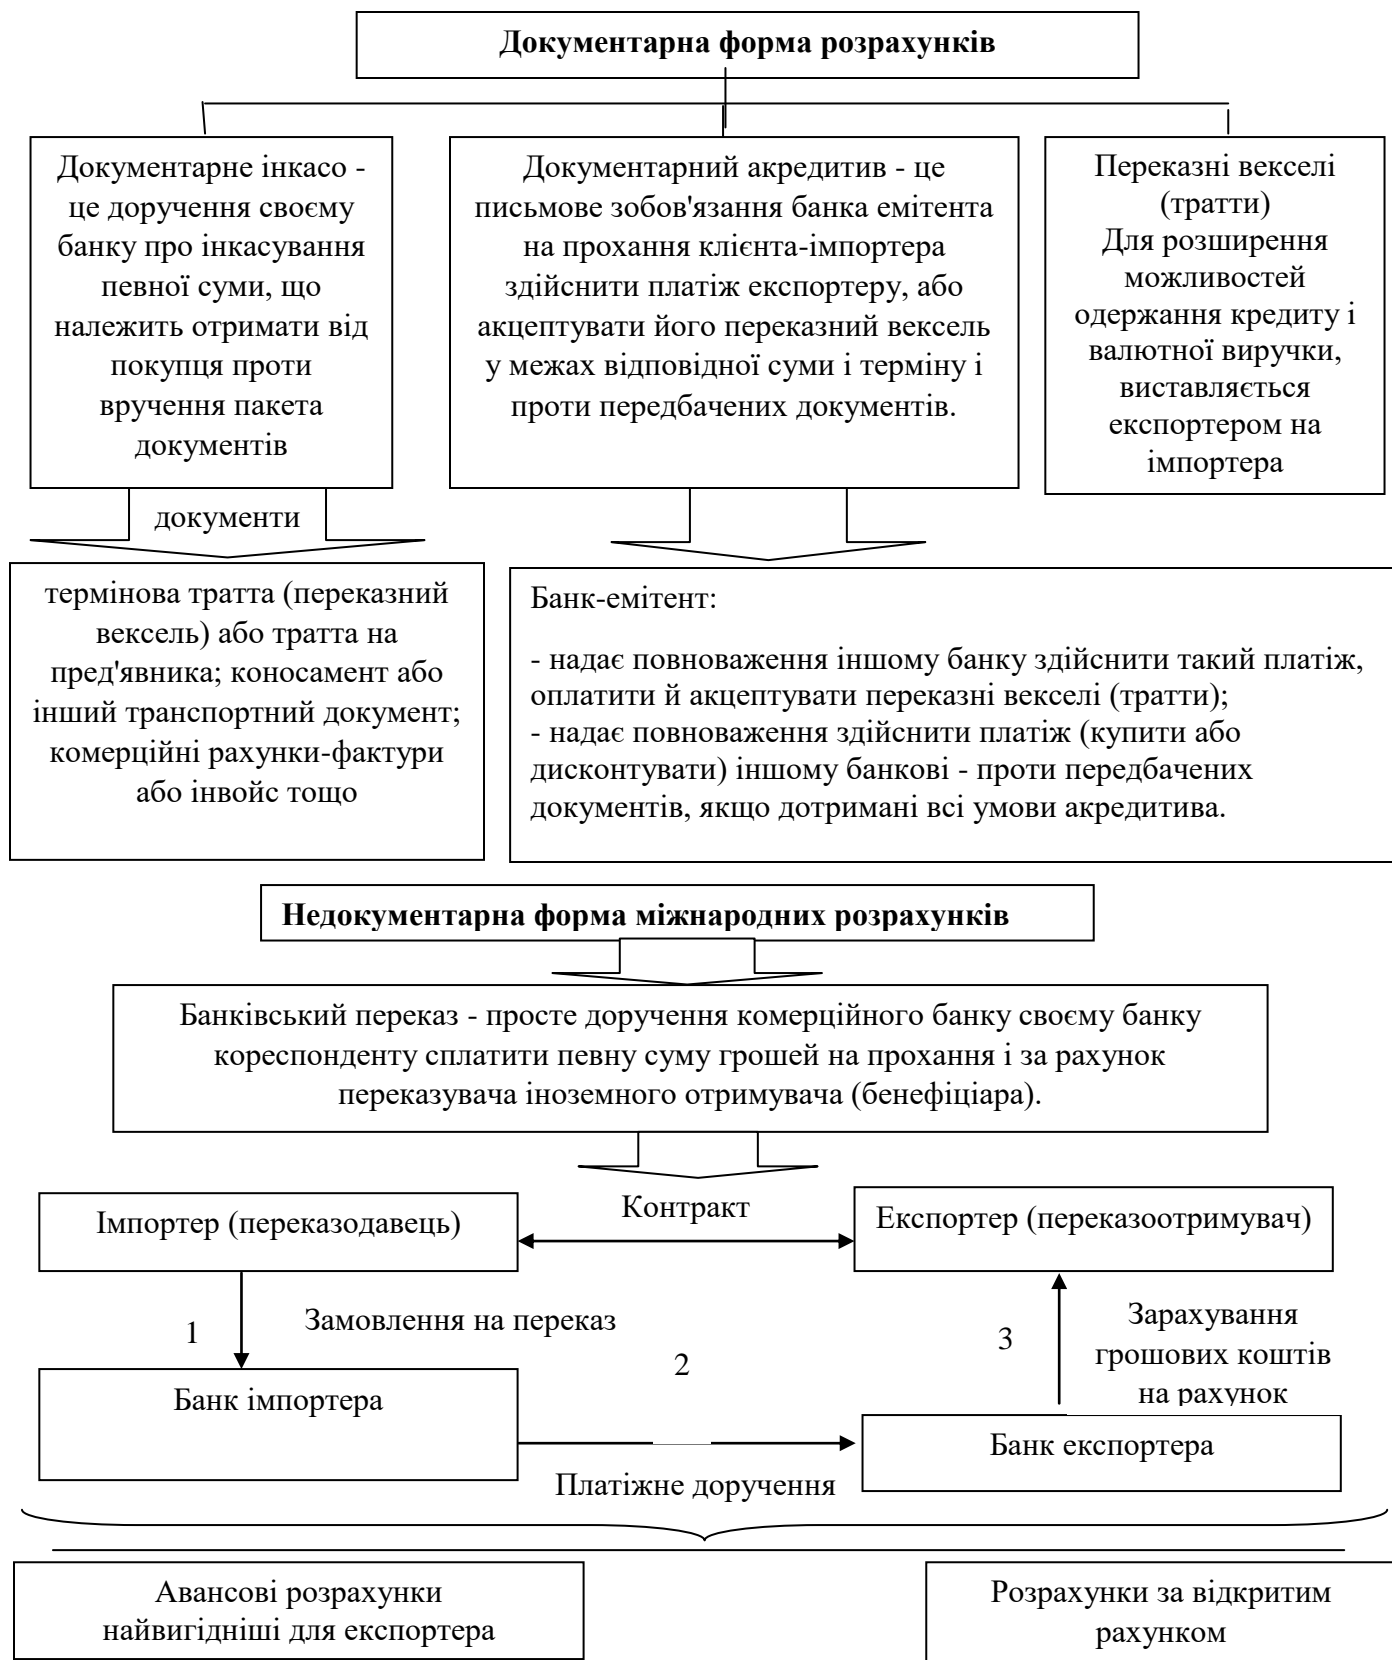 Документарна форма розрахунків
Документарне інкасо -
це доручення своєму
банку про інкасування
певної суми, що
належить отримати від
покупця проти
вручення пакета
документів
Документарний акредитив - це
письмове зобов'язання банка емітента
на прохання клієнта-імпортера
здійснити платіж експортеру, або
акцептувати його переказний вексель
у межах відповідної суми і терміну і
проти передбачених документів.
Переказні векселі
(тратти)
Для розширення
можливостей
одержання кредиту і
валютної виручки,
виставляється
експортером на
імпортера
документи
термінова тратта (переказний
вексель) або тратта на
пред'явника; коносамент або
інший транспортний документ;
комерційні рахунки-фактури
або інвойс тощо
Банк-емітент:
- надає повноваження іншому банку здійснити такий платіж,
оплатити й акцептувати переказні векселі (тратти);
- надає повноваження здійснити платіж (купити або
дисконтувати) іншому банкові - проти передбачених
документів, якщо дотримані всі умови акредитива.
Недокументарна форма міжнародних розрахунків
Банківський переказ - просте доручення комерційного банку своєму банку
кореспонденту сплатити певну суму грошей на прохання і за рахунок
переказувача іноземного отримувача (бенефіціара).
Імпортер (переказодавець)
Контракт
Експортер (переказоотримувач)
1
Замовлення на переказ
2
3
Зарахування
грошових коштів
на рахунок
Банк імпортера
Банк експортера
Платіжне доручення
Авансові розрахунки
найвигідніші для експортера
Розрахунки за відкритим
рахунком